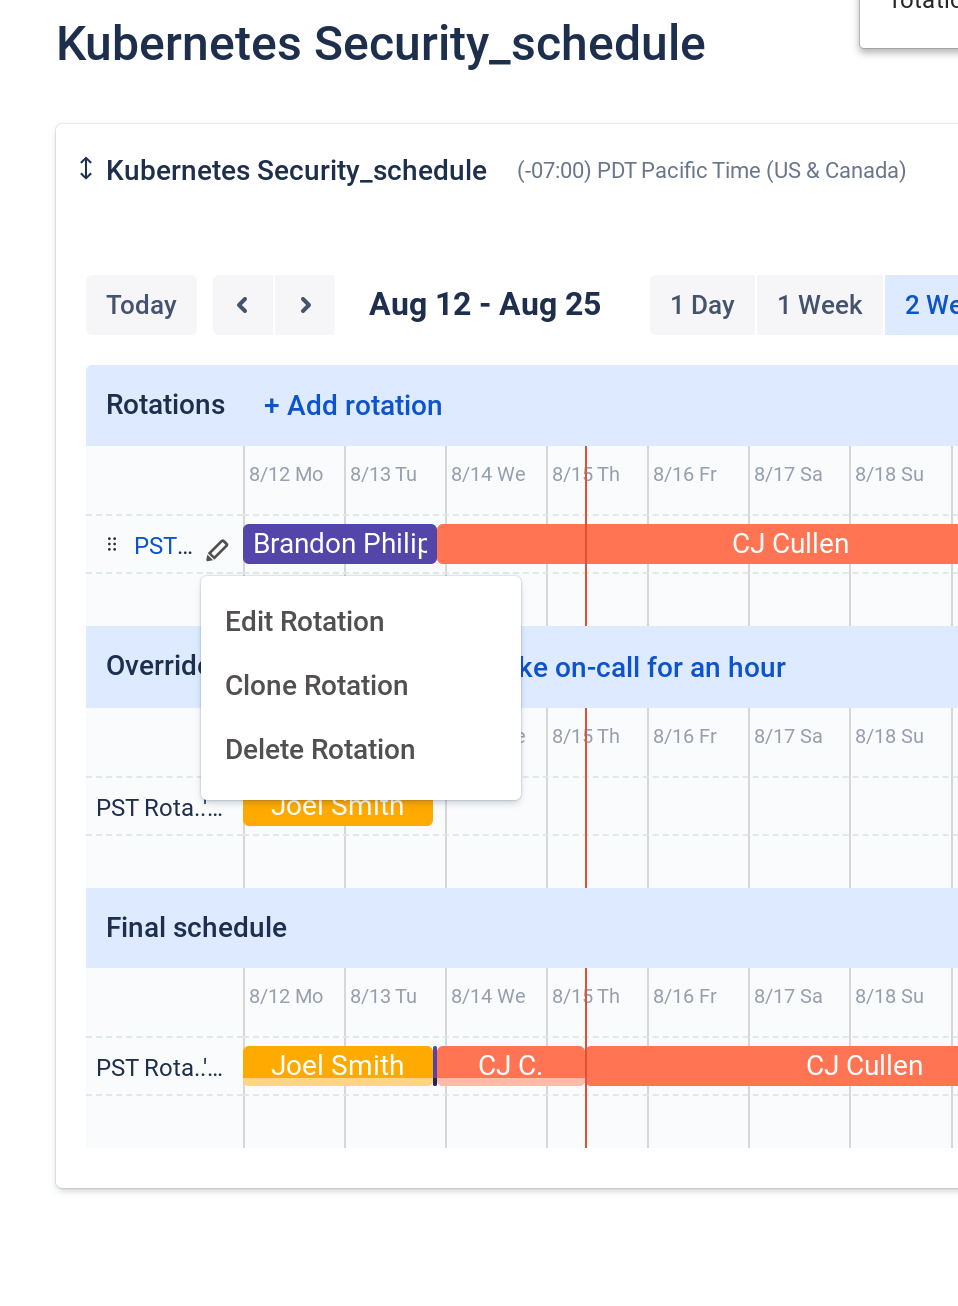 Kubernetes Security_schedule
Kubernetes Security_schedule (-07:00) PDT Pacific Time (US & Canada)
Today Aug 12 - Aug 25 1 Day 1 Week 2 We
Rotations + Add rotation
8/12 Mo 8/13 Tu 8/14 We 8/15 Th 8/16 Fr 8/17 Sa 8/18 Su
PST... Brandon Philip CJ Cullen
Edit Rotation
Clone Rotation
Delete Rotation
Overrid ke on-call for an hour
8/15 Th 8/16 Fr 8/17 Sa 8/18 Su
PST Rota... Joel Smith
Final schedule
8/12 Mo 8/13 Tu 8/14 We 8/15 Th 8/16 Fr 8/17 Sa 8/18 Su
PST Rota... Joel Smith CJ C. CJ Cullen